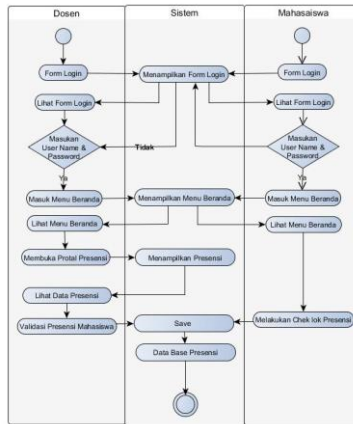 Dosen
Sistem
Mahasaiswa
Form Login
Menampilkan Form Login
Form Login
Lihat Form Login
Lihat Form Login
Masukan
User Name &
Password
Tidak
Masukan
User Name &
Password
Ya
Ya
Masuk Menu Beranda
Menampilkan Menu Beranda
Masuk Menu Beranda
Lihat Menu Beranda
Lihat Menu Beranda
Membuka Protal Presensi
Menampilkan Presensi
Lihat Data Presensi
Validasi Presensi Mahasiswa
Save
Melakukan Chek lok Presensi
Data Base Presensi